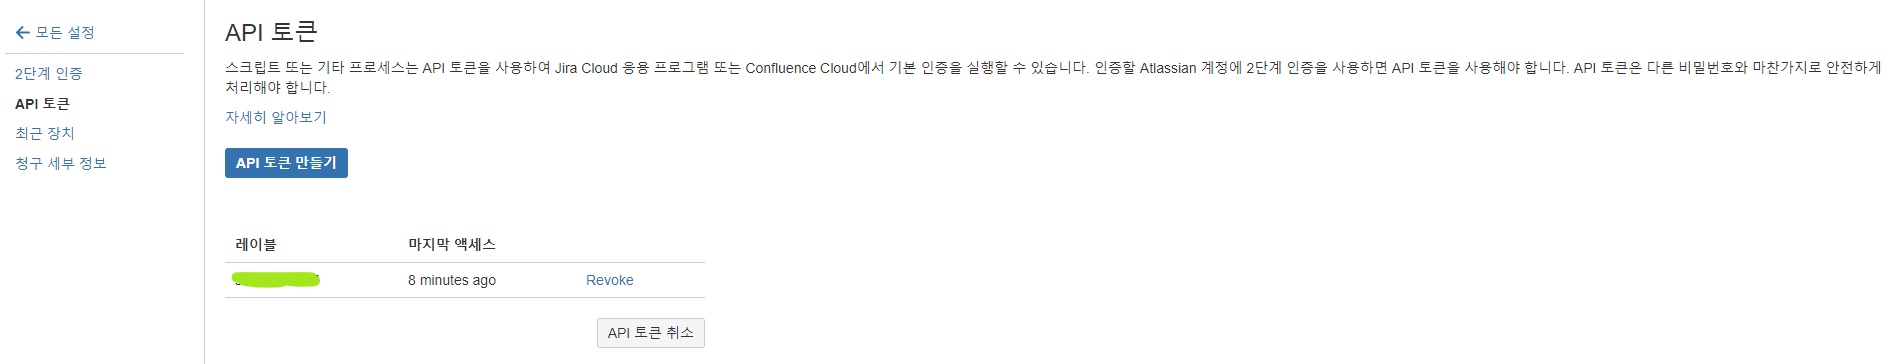 모든 설정
2단계 인증
API 토큰
최근 장치
청구 세부 정보
API 토큰
스크립트 또는 기타 프로세스는 API 토큰을 사용하여 Jira Cloud 응용 프로그램 또는 Confluence Cloud에서 기본 인증을 실행할 수 있습니다. 인증할 Atlassian 계정에 2단계 인증을 사용하면 API 토큰을 사용해야 합니다. API 토큰은 다른 비밀번호와 마찬가지로 안전하게
처리해야 합니다.
자세히 알아보기
API 토큰 만들기
레이블 마지막 액세스
8 minutes ago Revoke
API 토큰 취소